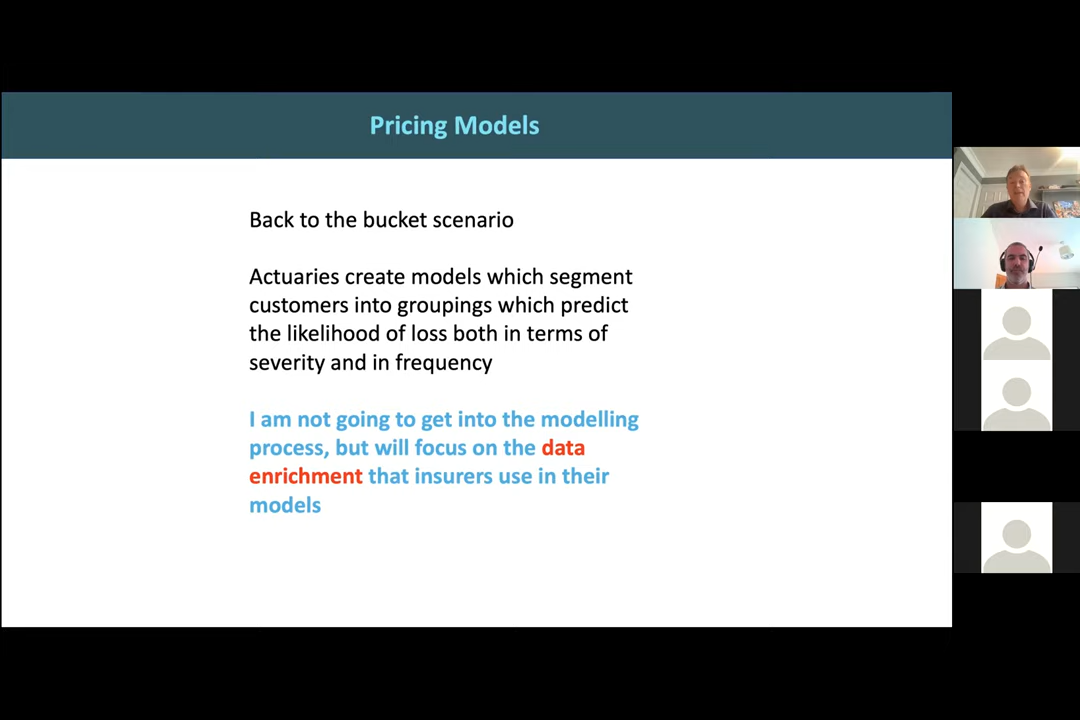 Pricing Models
Back to the bucket scenario
Actuaries create models which segment
customers into groupings which predict
the likelihood of loss both in terms of
severity and in frequency
I am not going to get into the modelling
process, but will focus on the data
enrichment that insurers use in their
models